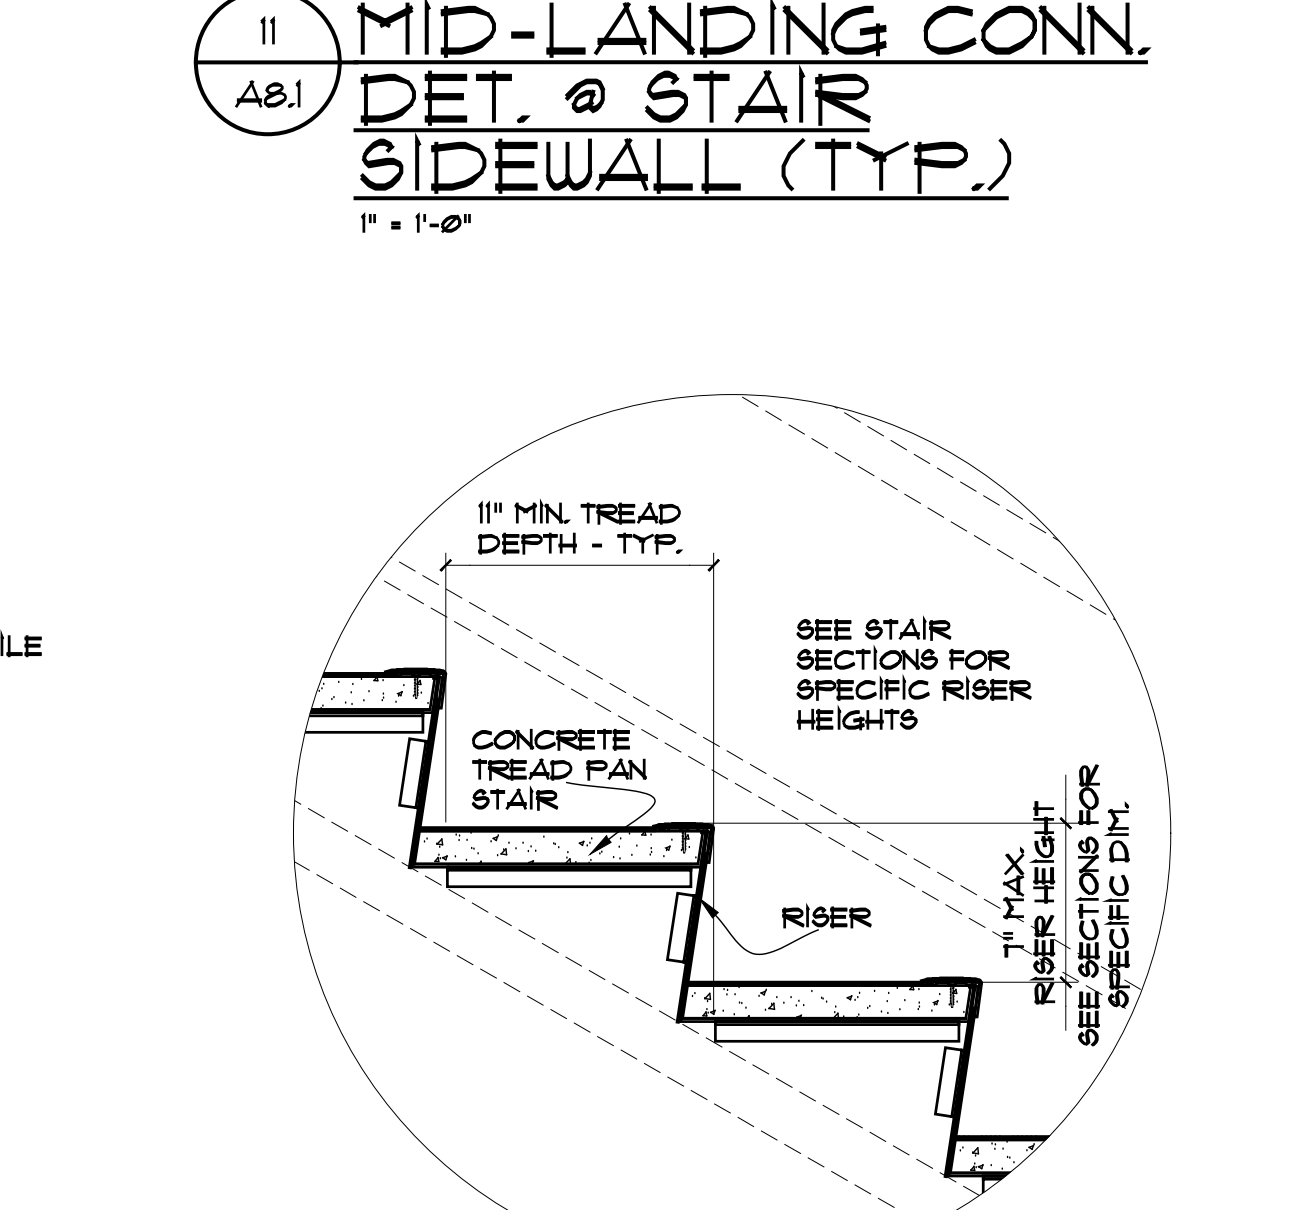 11
A8.1
MID-LANDING CONN.
DET. @ STAIR
SIDEWALL (TYP.)
1" = 1'-0"
11" MIN. TREAD
DEPTH - TYP.
SEE STAIR
SECTIONS FOR
SPECIFIC RISER
HEIGHTS
CONCRETE
TREAD PAN
STAIR
RISER
7" MAX.
RISER HEIGHT
SEE SECTIONS FOR
SPECIFIC DIM.